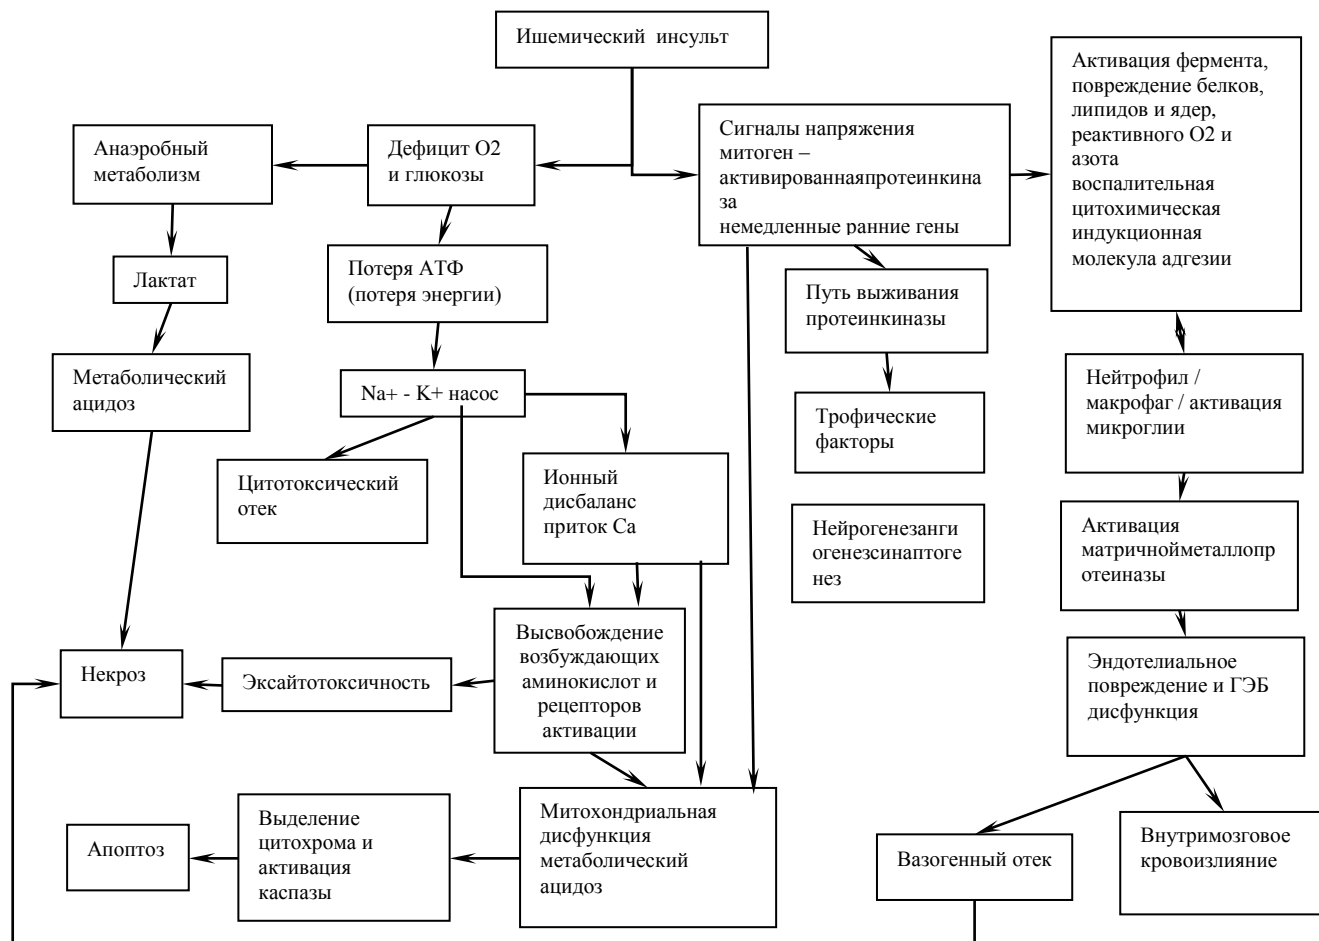 Ишемический инсульт
Активация фермента,
повреждение белков,
липидов и ядер,
реактивного О2 и
азота
воспалительная
цитохимическая
индукционная
молекула адгезии
Сигналы напряжения
митоген –
активированнаяпротеинкина
за
немедленные ранние гены
Анаэробный
метаболизм
Дефицит О2
и глюкозы
Лактат
Потеря АТФ
(потеря энергии)
Путь выживания
протеинкиназы
Метаболический
ацидоз
Na+ - K+ насос
Нейтрофил /
макрофаг / активация
микроглии
Трофические
факторы
Цитотоксический
отек
Ионный
дисбаланс
приток Са
Нейрогенезанги
огенезсинаптоге
нез
Активация
матричнойметаллопр
отеиназы
Некроз
Эксайтотоксичность
Высвобождение
возбуждающих
аминокислот и
рецепторов
активации
Эндотелиальное
повреждение и ГЭБ
дисфункция
Апоптоз
Выделение
цитохрома и
активация
каспазы
Митохондриальная
дисфункция
метаболический
ацидоз
Вазогенный отек
Внутримозговое
кровоизлияние